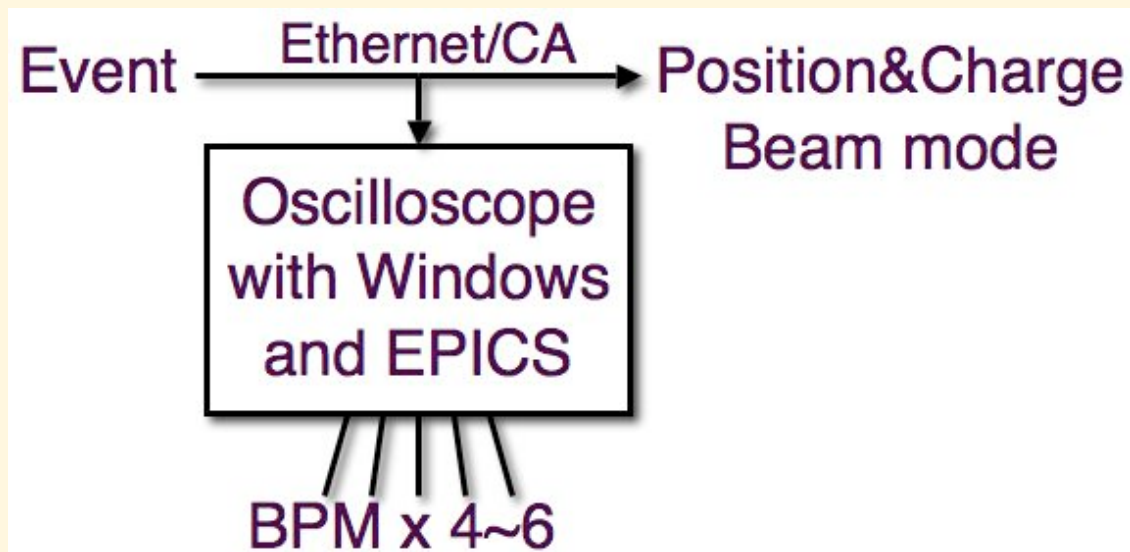 Ethernet/CA
Event
Position&Charge
Beam mode
Oscilloscope
with Windows
and EPICS
BPM x 4~6